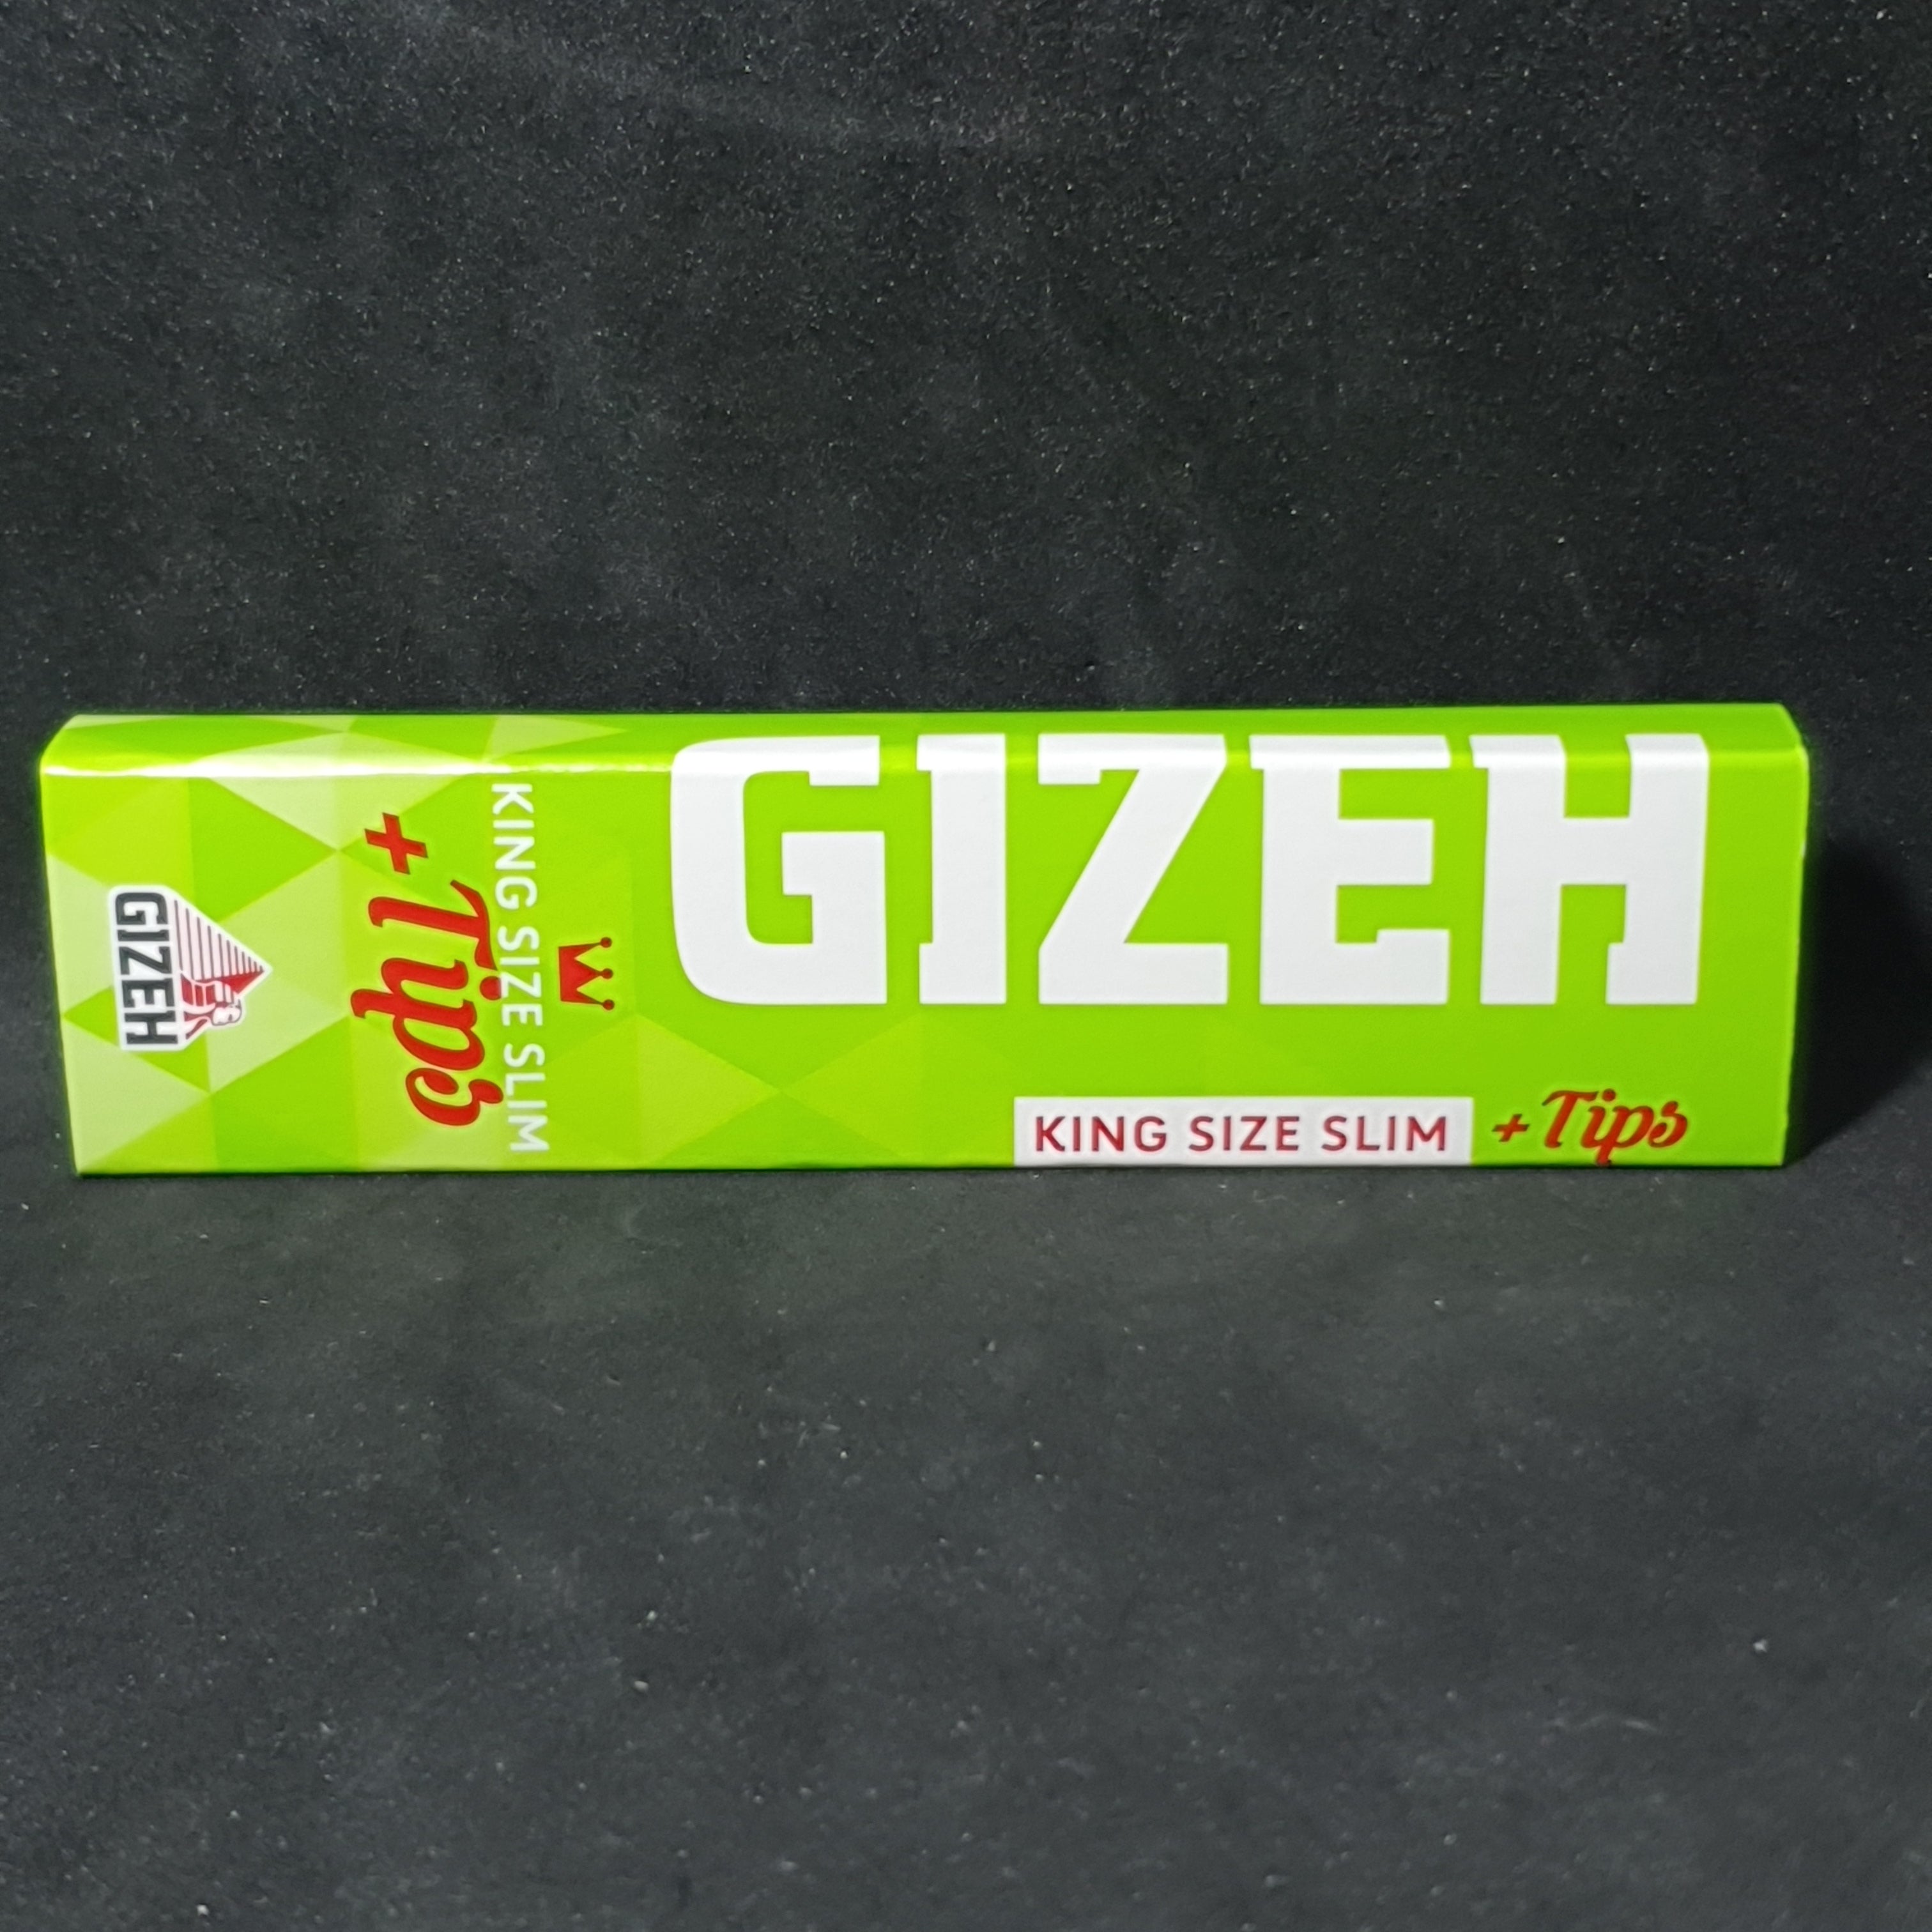 GIZEH
+ Tips
KING SIZE SLIM
GIZEH
KING SIZE SLIM + Tips